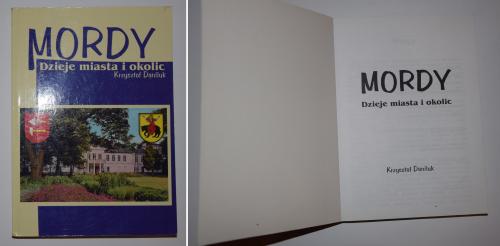 MORDY
Dzieje miasta i okolic
Krzysztof Daniluk
MORDY
Dzieje miasta i okolic
Krzysztof Daniluk